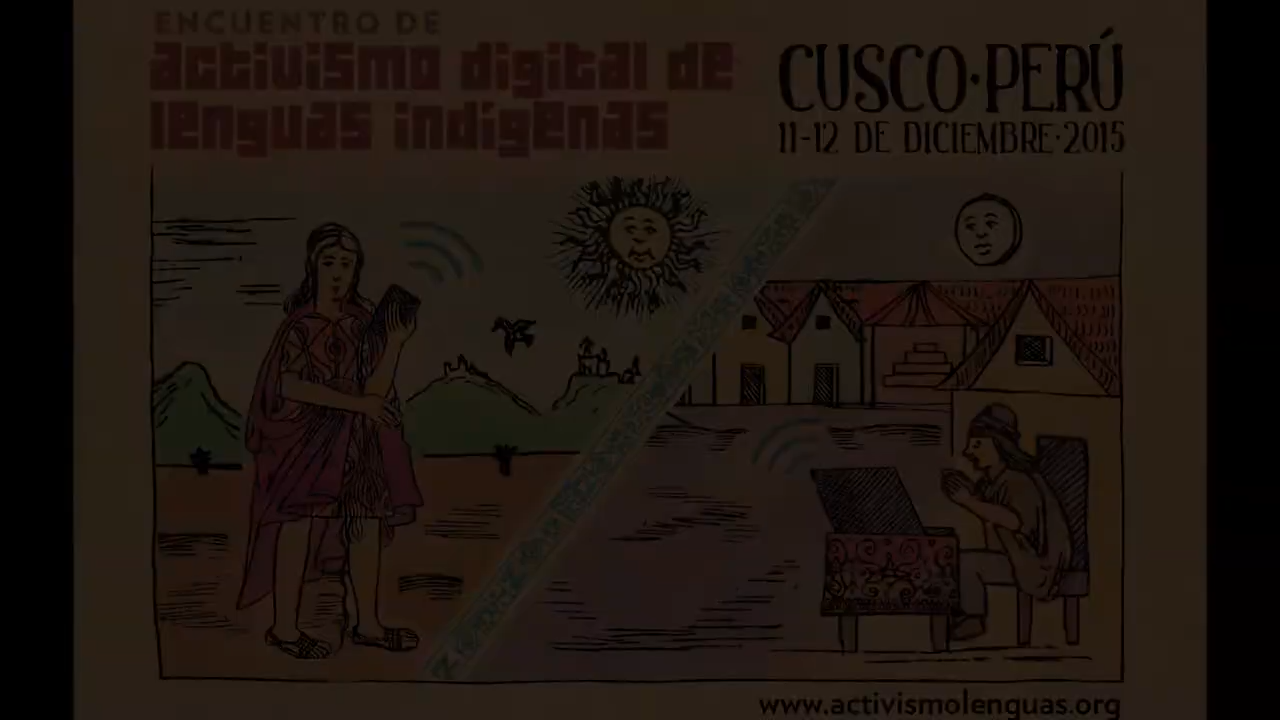 ENCUENTRO DE
activismo digital de
lenguas indígenas
CUSCO·PERÚ
11-12 DE DICIEMBRE·2015
www.activismolenguas.org